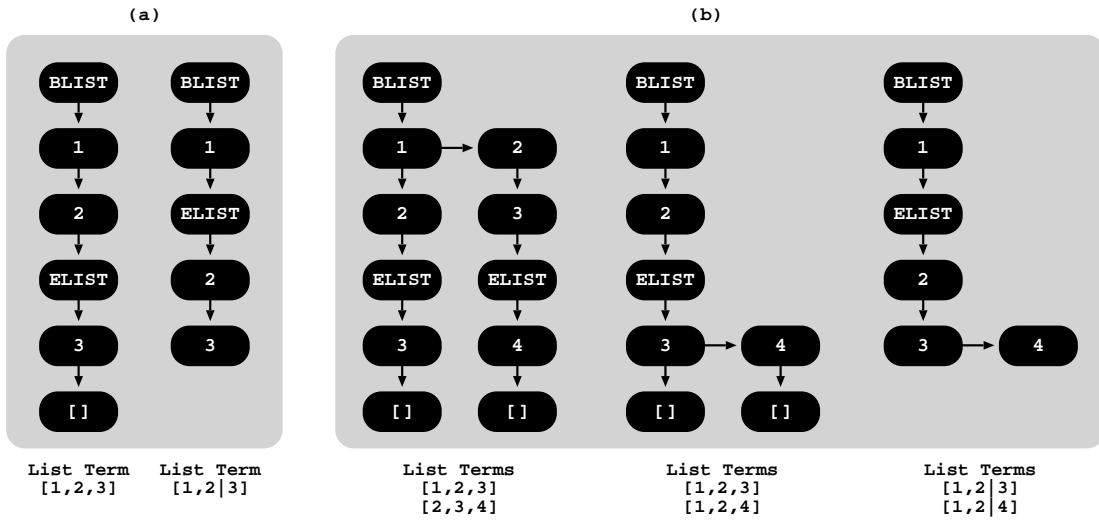 (a)
BLIST
1
2
ELIST
3
[]
List Term
[1,2,3]
BLIST
1
ELIST
2
3
List Term
[1,2|3]
(b)
BLIST
1
2
ELIST
3
[]
2
3
ELIST
4
[]
List Terms
[1,2,3]
[2,3,4]
BLIST
1
2
ELIST
3
[]
4
[]
List Terms
[1,2,3]
[1,2,4]
BLIST
1
ELIST
2
3
4
List Terms
[1,2|3]
[1,2|4]